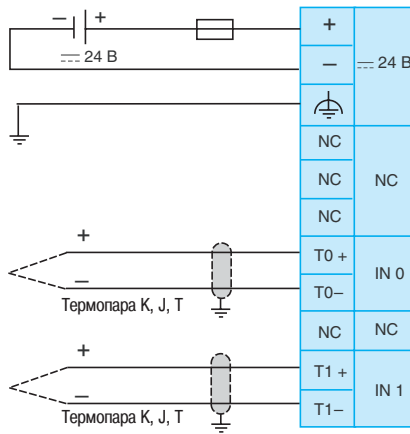 − +
+
⎓ 24 В
−
⎓ 24 В
NC
NC
NC
NC
+
T0 +
IN 0
−
T0−
Термопара K, J, T
NC
NC
+
T1 +
IN 1
−
T1−
Термопара K, J, T